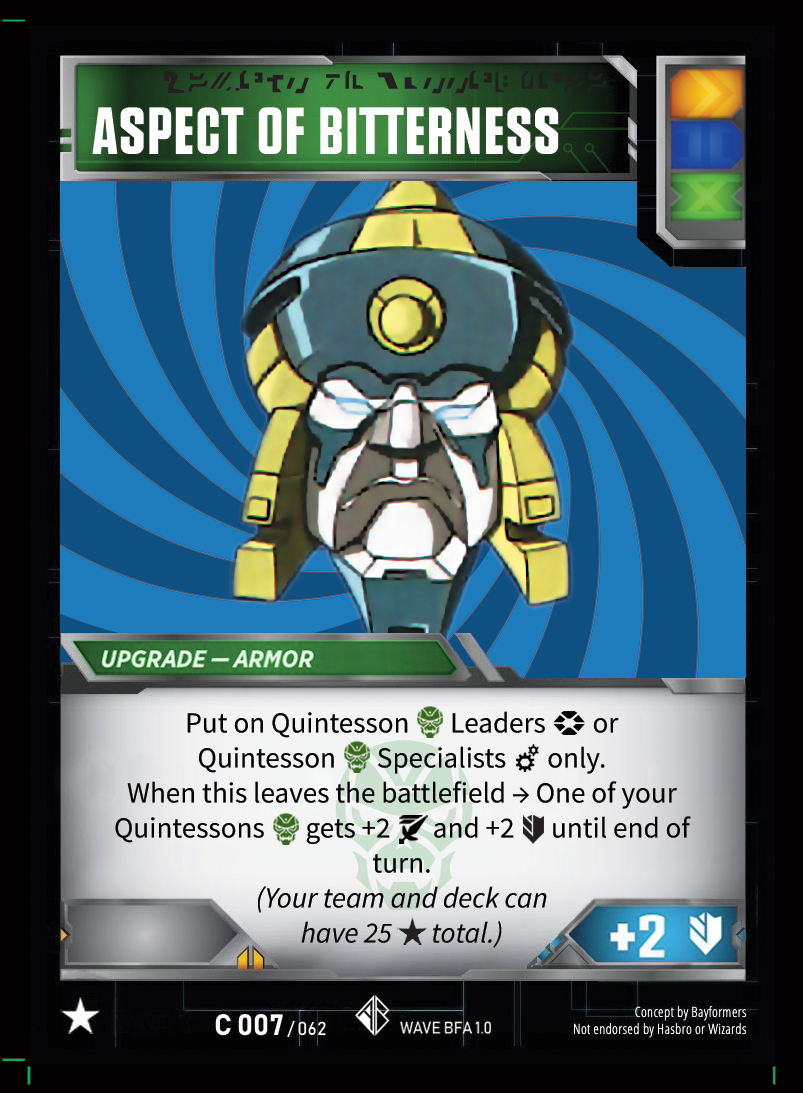 ASPECT OF BITTERNESS
UPGRADE — ARMOR
Put on Quintesson Leaders or
Quintesson Specialists only.
When this leaves the battlefield → One of your
Quintessons gets +2 and +2 until end of
turn.
(Your team and deck can
have 25 ★ total.)
+2
★
C 007/062
WAVE BFA 1.0
Concept by Bayformers
Not endorsed by Hasbro or Wizards